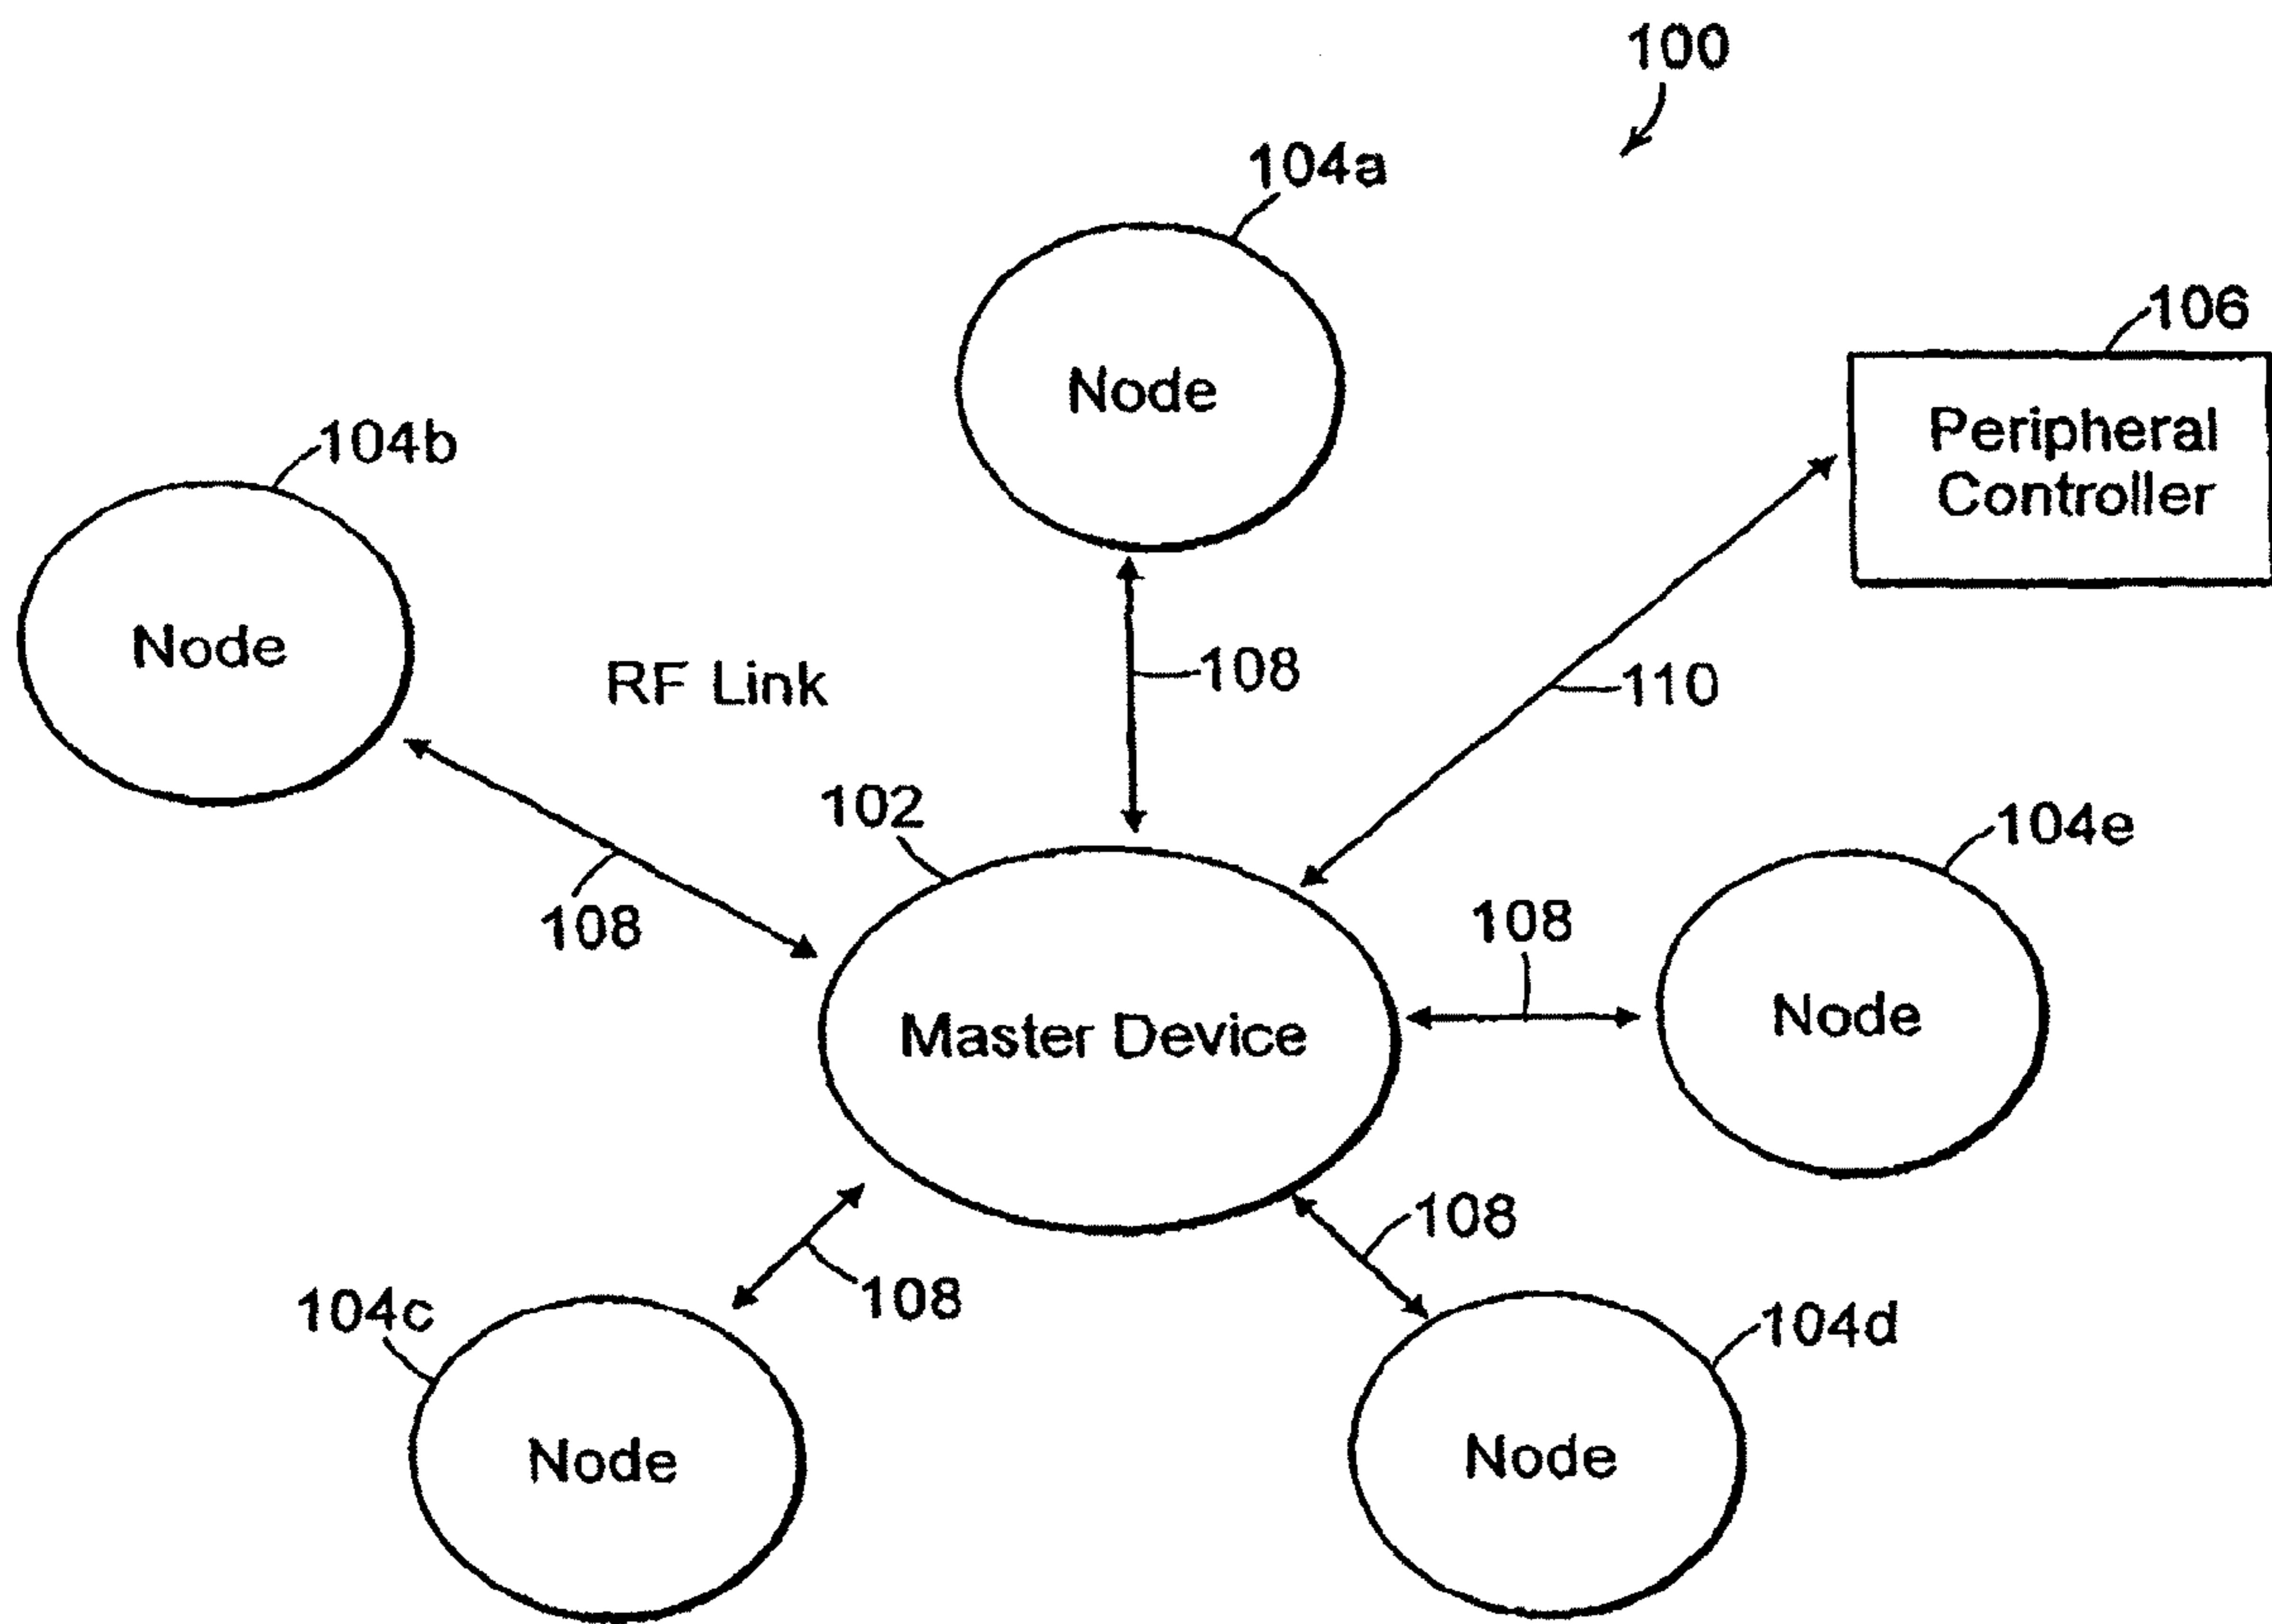 100
104a
106
Node
Peripheral
Controller
104b
Node
RF Link
108
110
102
104e
108
108
Master Device
Node
108
108
104c
104d
Node
Node